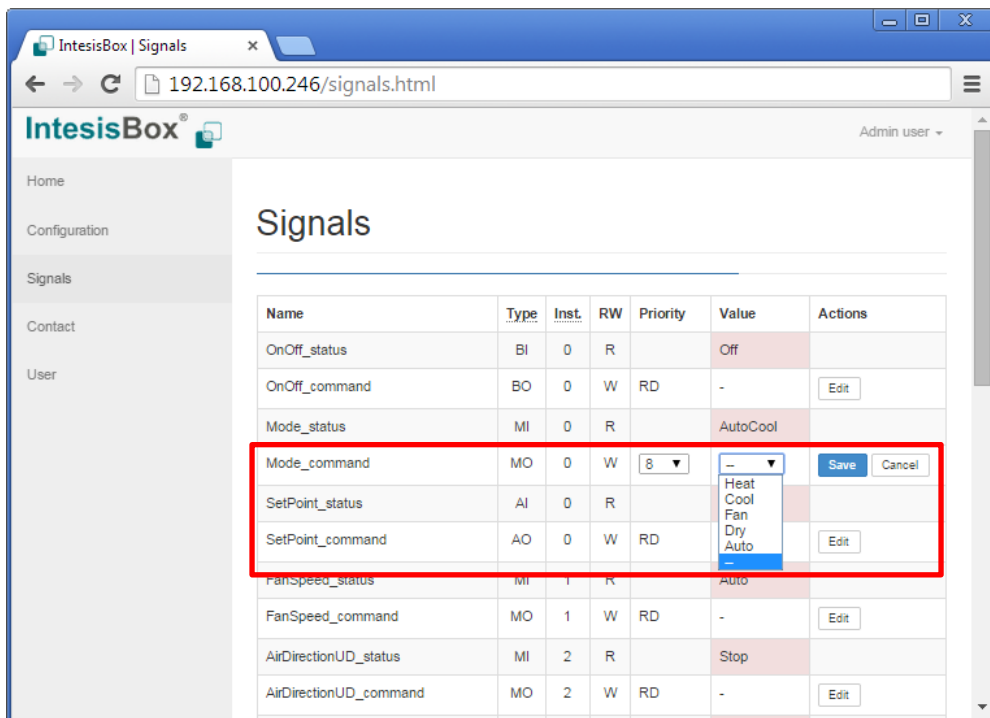 IntesisBox | Signals ×
192.168.100.246/signals.html
IntesisBox® Admin user
Home
Configuration
Signals
Contact
User
Signals
Name Type Inst. RW Priority Value Actions
OnOff_status BI 0 R Off
OnOff_command BO 0 W RD - Edit
Mode_status MI 0 R AutoCool
Mode_command MO 0 W 8 -- Save Cancel
Heat
Cool
Fan
Dry
Auto
--
SetPoint_status AI 0 R
SetPoint_command AO 0 W RD Edit
FanSpeed_status MI 1 R Auto
FanSpeed_command MO 1 W RD - Edit
AirDirectionUD_status MI 2 R Stop
AirDirectionUD_command MO 2 W RD - Edit